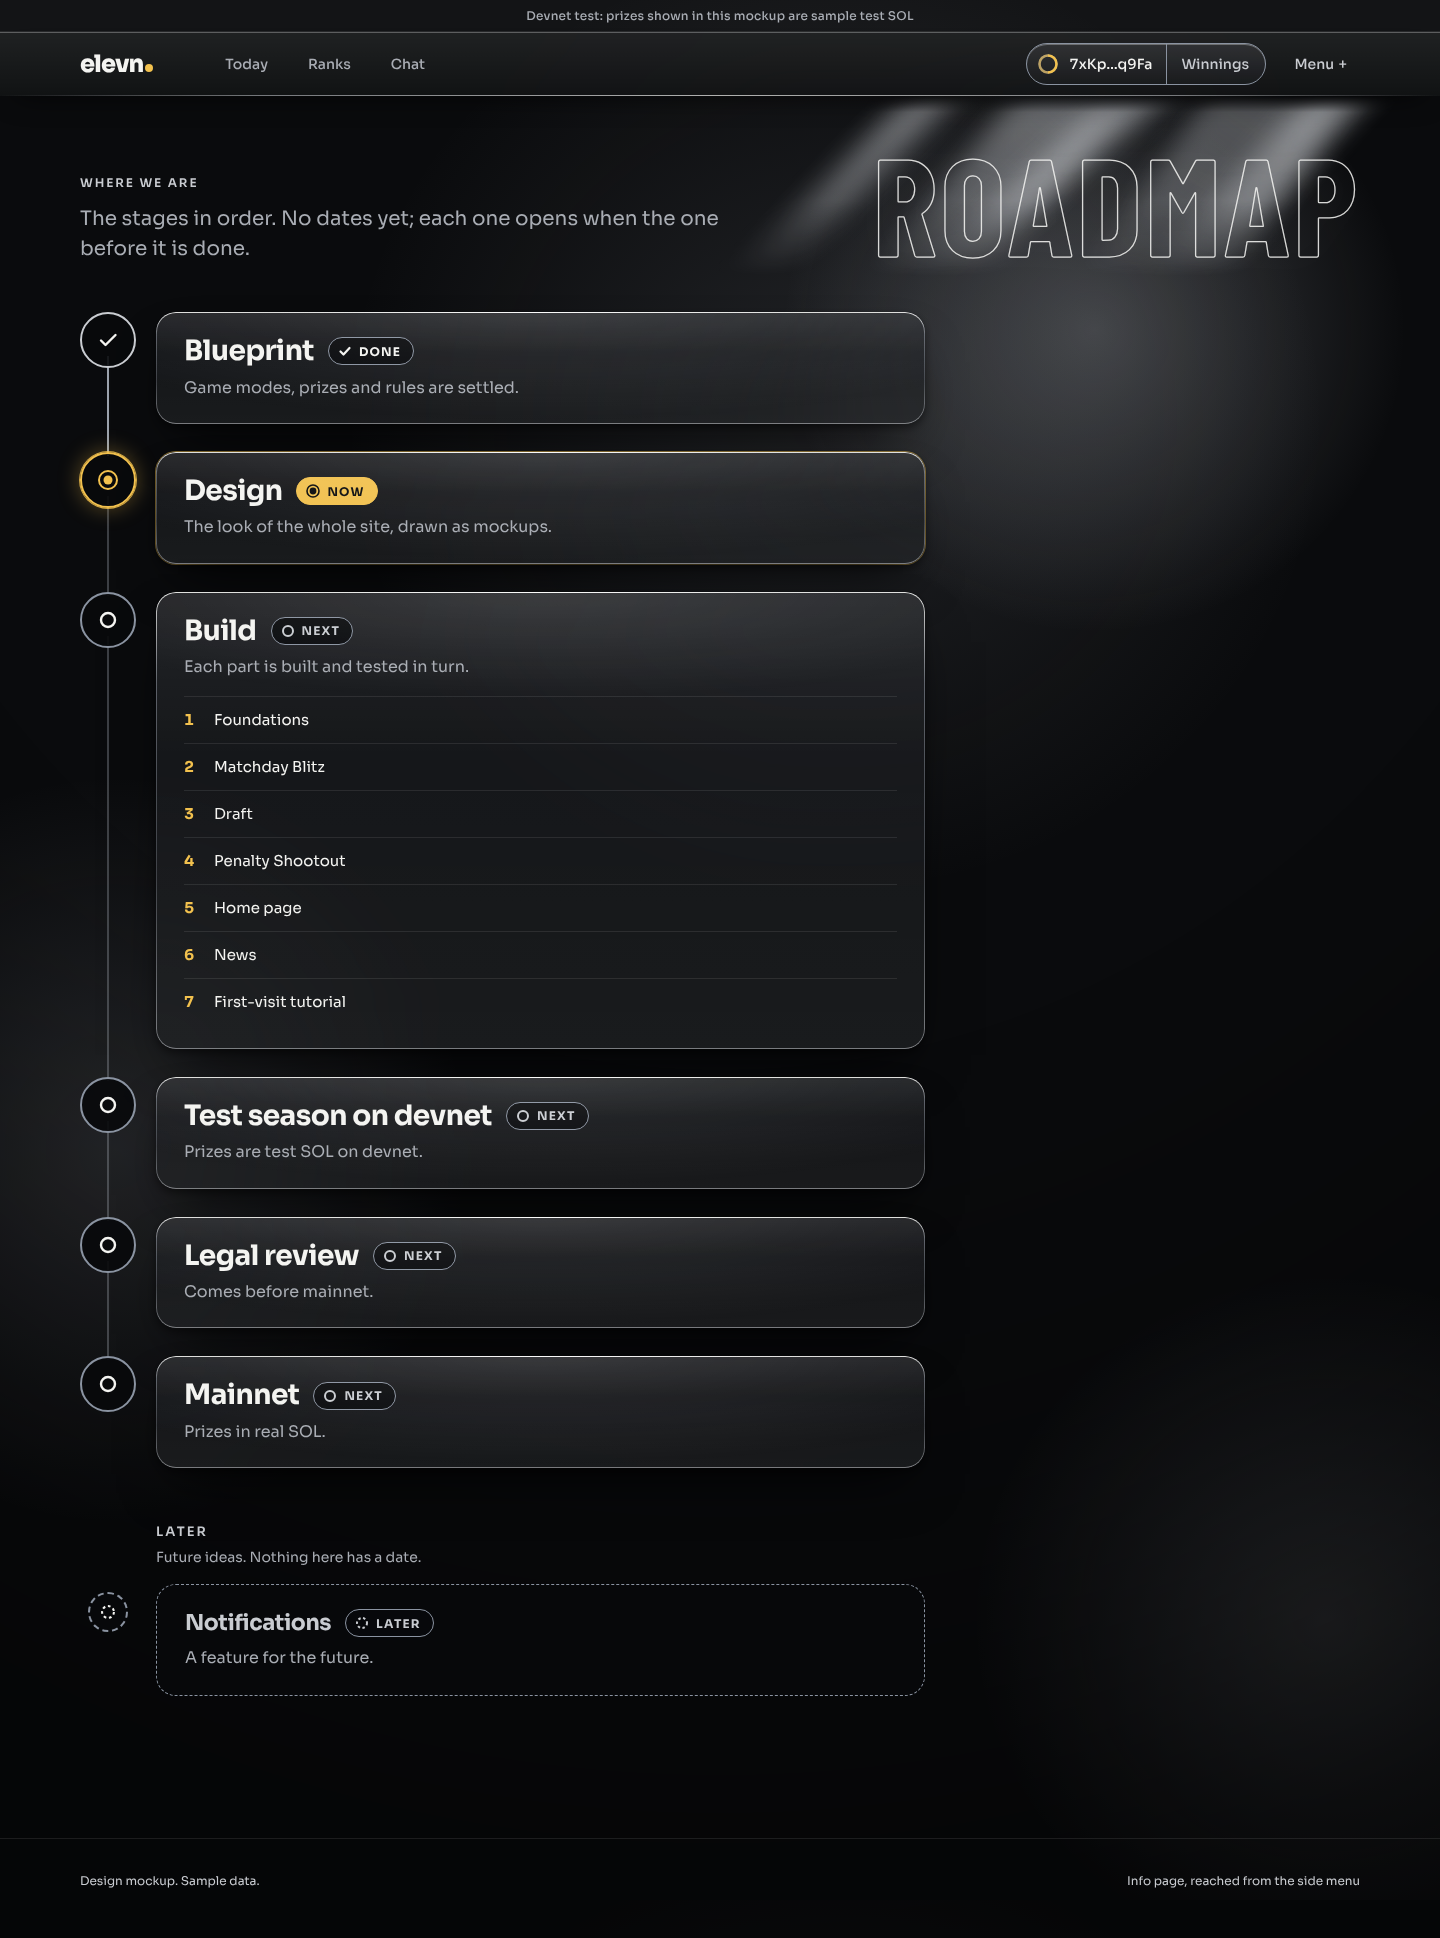 Devnet test: prizes shown in this mockup are sample test SOL
elevn.
Today
Ranks
Chat
7xKp...q9Fa
Winnings
Menu +
WHERE WE ARE
The stages in order. No dates yet; each one opens when the one
before it is done.
ROADMAP
Blueprint
DONE
Game modes, prizes and rules are settled.
Design
NOW
The look of the whole site, drawn as mockups.
Build
NEXT
Each part is built and tested in turn.
1 Foundations
2 Matchday Blitz
3 Draft
4 Penalty Shootout
5 Home page
6 News
7 First-visit tutorial
Test season on devnet
NEXT
Prizes are test SOL on devnet.
Legal review
NEXT
Comes before mainnet.
Mainnet
NEXT
Prizes in real SOL.
LATER
Future ideas. Nothing here has a date.
Notifications
LATER
A feature for the future.
Design mockup. Sample data.
Info page, reached from the side menu